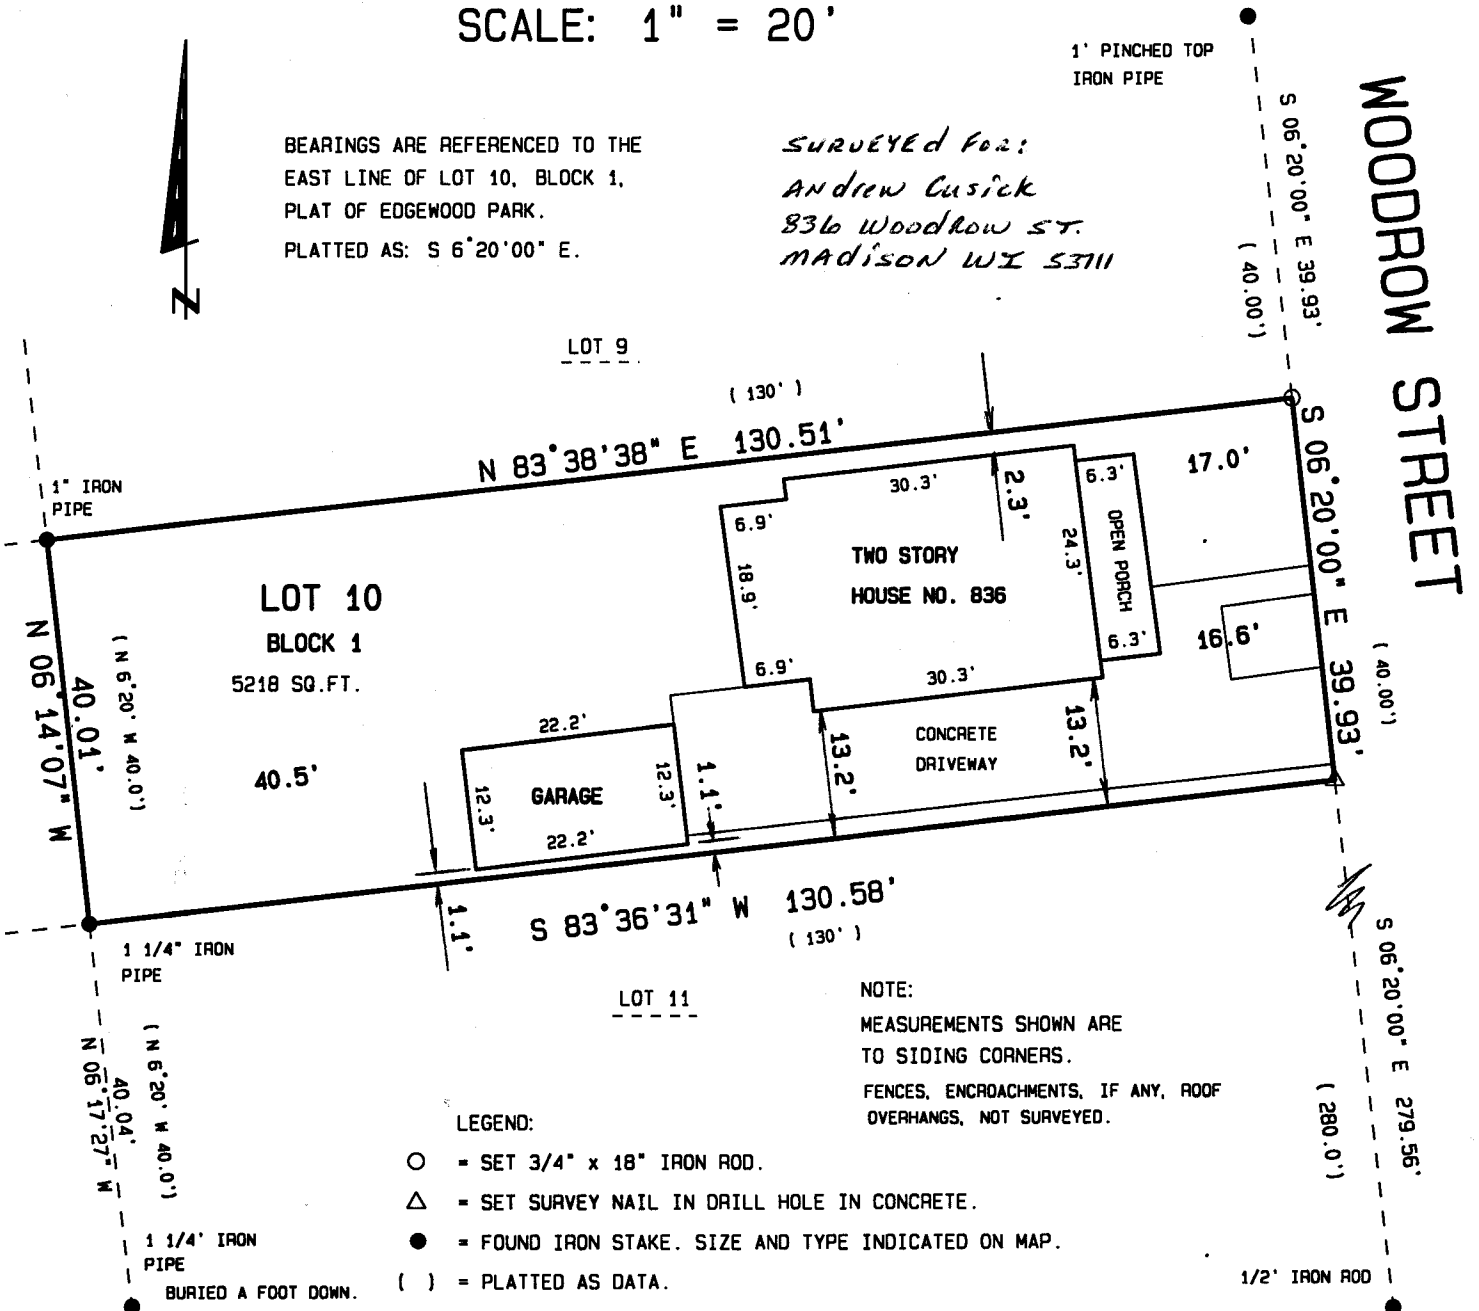 SCALE: 1" = 20'
1' PINCHED TOP
IRON PIPE
WOODROW STREET
BEARINGS ARE REFERENCED TO THE
EAST LINE OF LOT 10, BLOCK 1,
PLAT OF EDGEWOOD PARK.
PLATTED AS: S 6°20'00" E.
SURVEYEd FOR:
ANdrew Cusick
836 WoodRow ST.
MAdisoN WI 53711
N
S 06°20'00" E 39.93'
( 40.00')
LOT 9
( 130' )
N 83°38'38" E 130.51'
1" IRON
PIPE
S 06°20'00" E 39.93'
( 40.00')
17.0'
2.3'
30.3'
6.3'
6.9'
18.9'
TWO STORY
HOUSE NO. 836
24.3'
OPEN PORCH
6.3'
16.6'
6.9'
30.3'
LOT 10
BLOCK 1
5218 SQ.FT.
N 06°14'07" W
40.01'
( N 6°20' W 40.0')
40.5'
22.2'
12.3'
GARAGE
12.3'
22.2'
1.1'
13.2'
CONCRETE
DRIVEWAY
13.2'
1.1'
S 83°36'31" W 130.58'
( 130' )
1 1/4" IRON
PIPE
LOT 11
NOTE:
MEASUREMENTS SHOWN ARE
TO SIDING CORNERS.
FENCES, ENCROACHMENTS, IF ANY, ROOF
OVERHANGS, NOT SURVEYED.
S 06°20'00" E 279.56'
( 280.0')
N 06°17'27" W
40.04'
( N 6°20' W 40.0')
LEGEND:
= SET 3/4" x 18" IRON ROD.
= SET SURVEY NAIL IN DRILL HOLE IN CONCRETE.
= FOUND IRON STAKE. SIZE AND TYPE INDICATED ON MAP.
( ) = PLATTED AS DATA.
1 1/4' IRON
PIPE
BURIED A FOOT DOWN.
1/2' IRON ROD